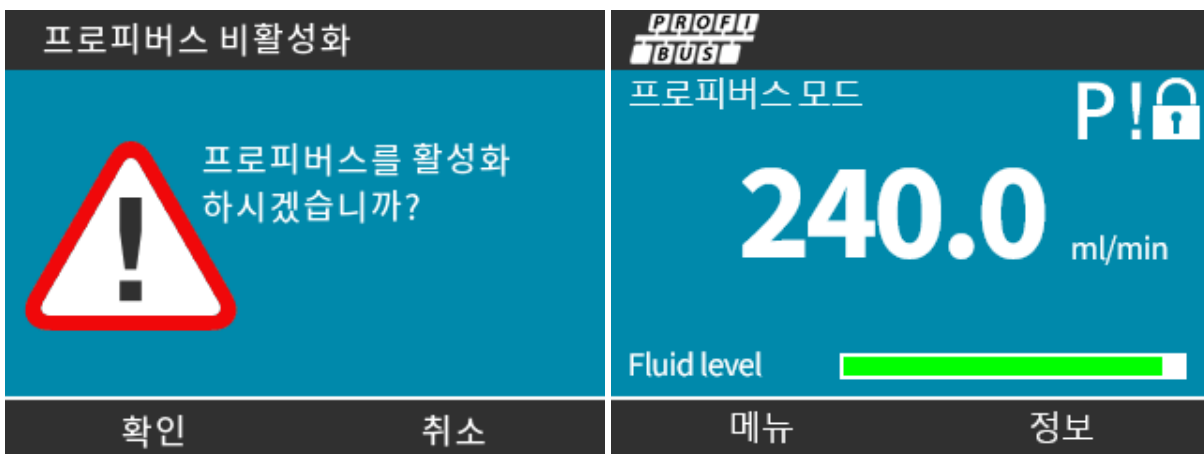 프로피버스 비활성화
프로피버스를 활성화
하시겠습니까?
!
확인 취소
PROFI
BUS
프로피버스 모드
P!
240.0 ml/min
Fluid level
메뉴 정보